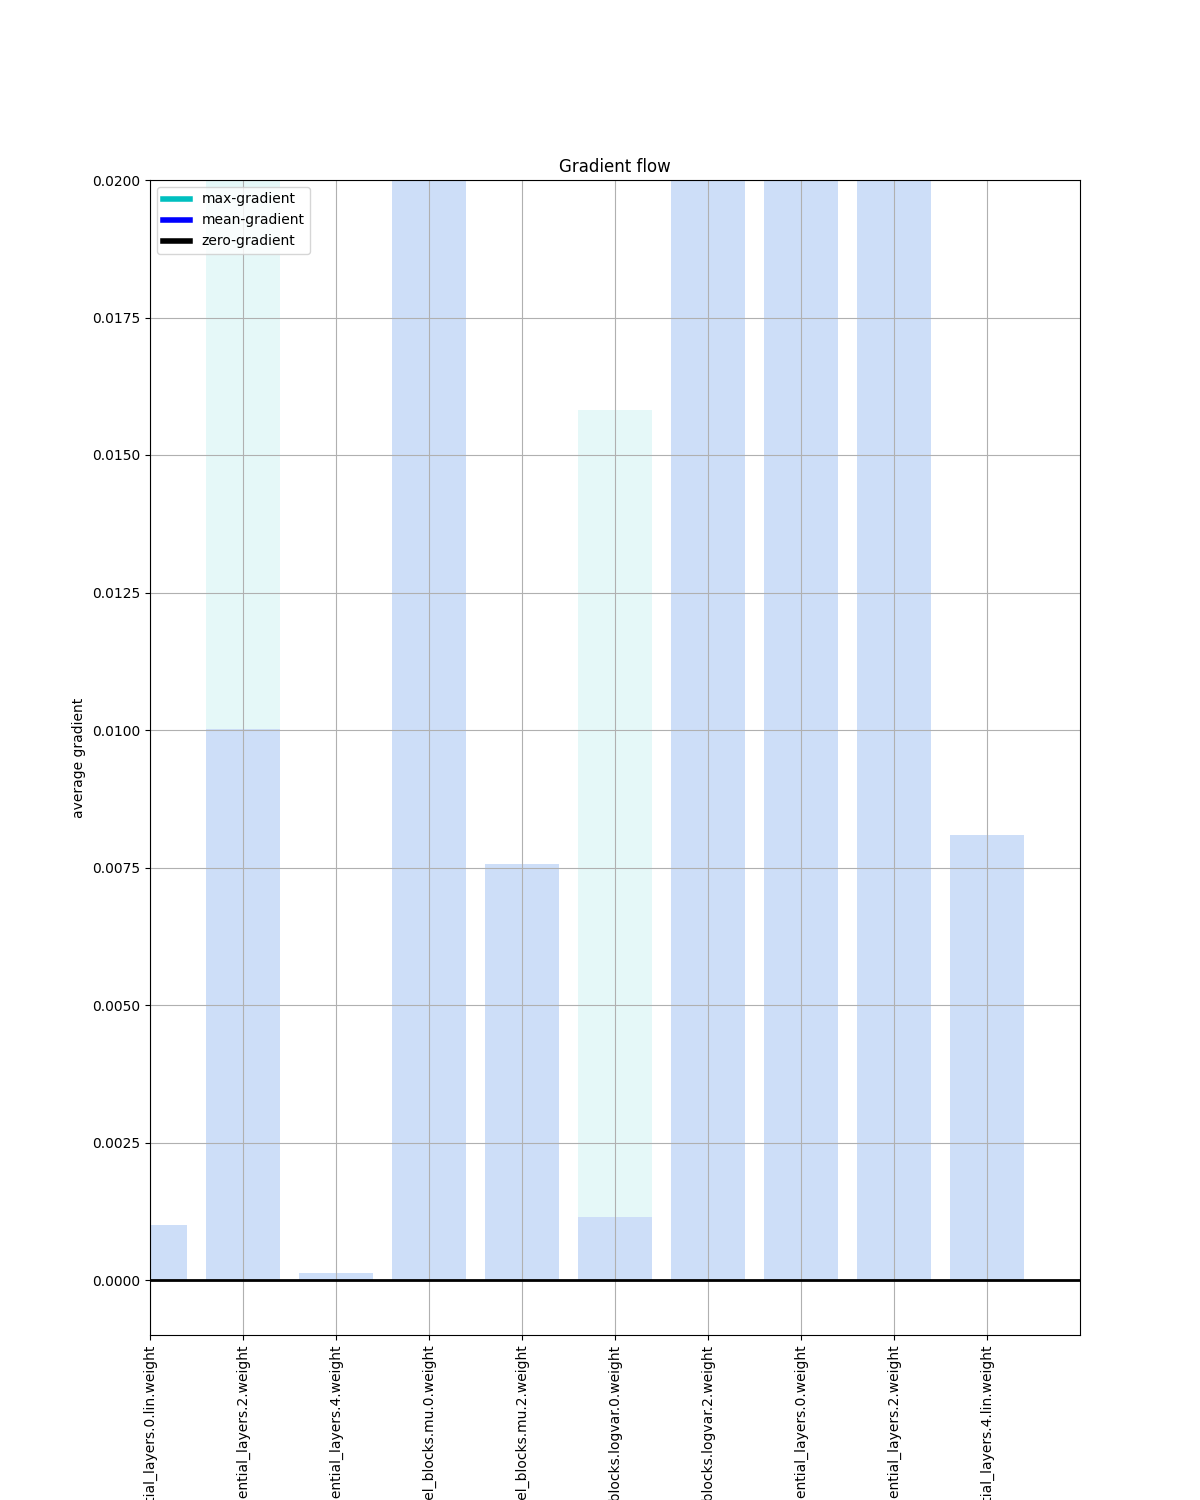 Gradient flow
max-gradient
mean-gradient
zero-gradient
average gradient
0.0200
0.0175
0.0150
0.0125
0.0100
0.0075
0.0050
0.0025
0.0000
tial_layers.0.lin.weight
ential_layers.2.weight
ential_layers.4.weight
el_blocks.mu.0.weight
el_blocks.mu.2.weight
blocks.logvar.0.weight
blocks.logvar.2.weight
ential_layers.0.weight
ential_layers.2.weight
tial_layers.4.lin.weight